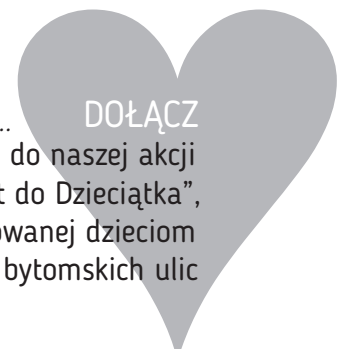 DOŁĄCZ
..
do naszej akcji
t do Dzieciątka”,
owanej dzieciom
bytomskich ulic